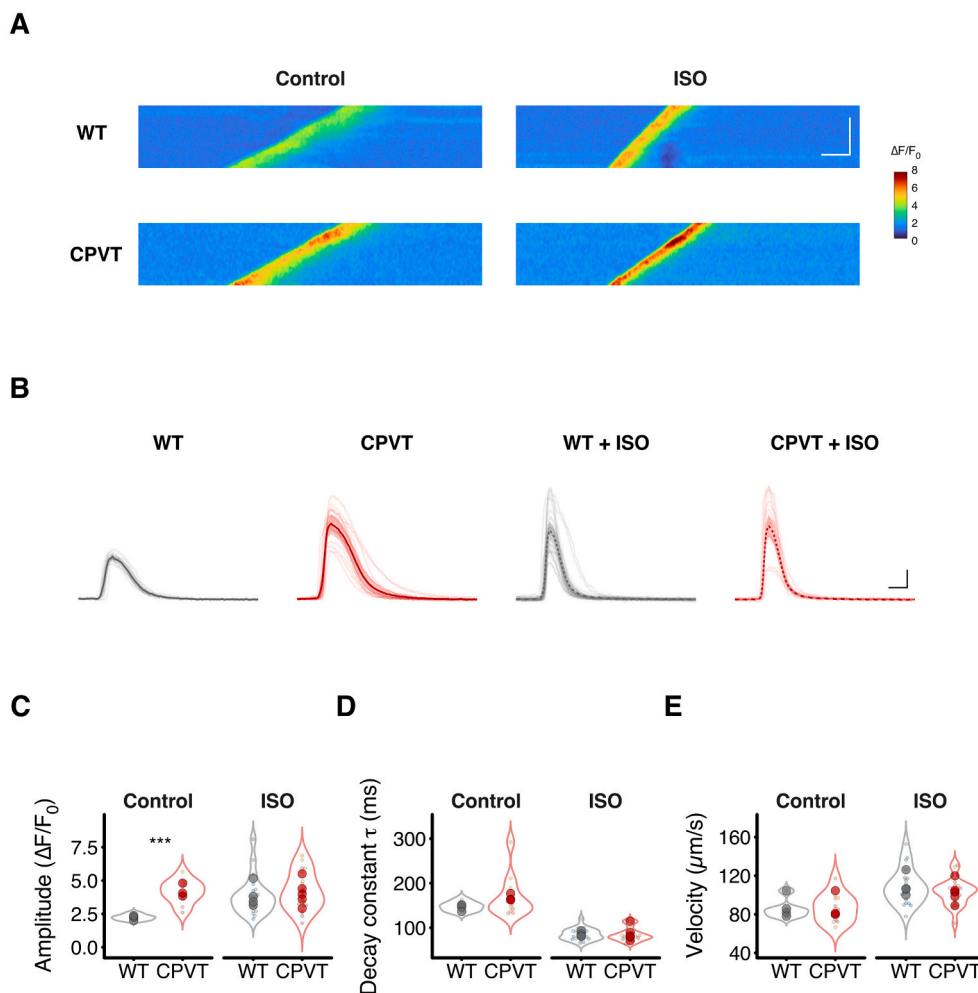 A
Control ISO
WT
ΔF/F0
8
6
4
2
0
CPVT
B
WT CPVT WT + ISO CPVT + ISO
C D E
Control ISO Control ISO Control ISO
Amplitude (ΔF/F0)
7.5
5.0
2.5
0.0
WT CPVT WT CPVT
***
Decay constant τ (ms)
300
200
100
WT CPVT WT CPVT
Velocity (µm/s)
160
120
80
40
WT CPVT WT CPVT